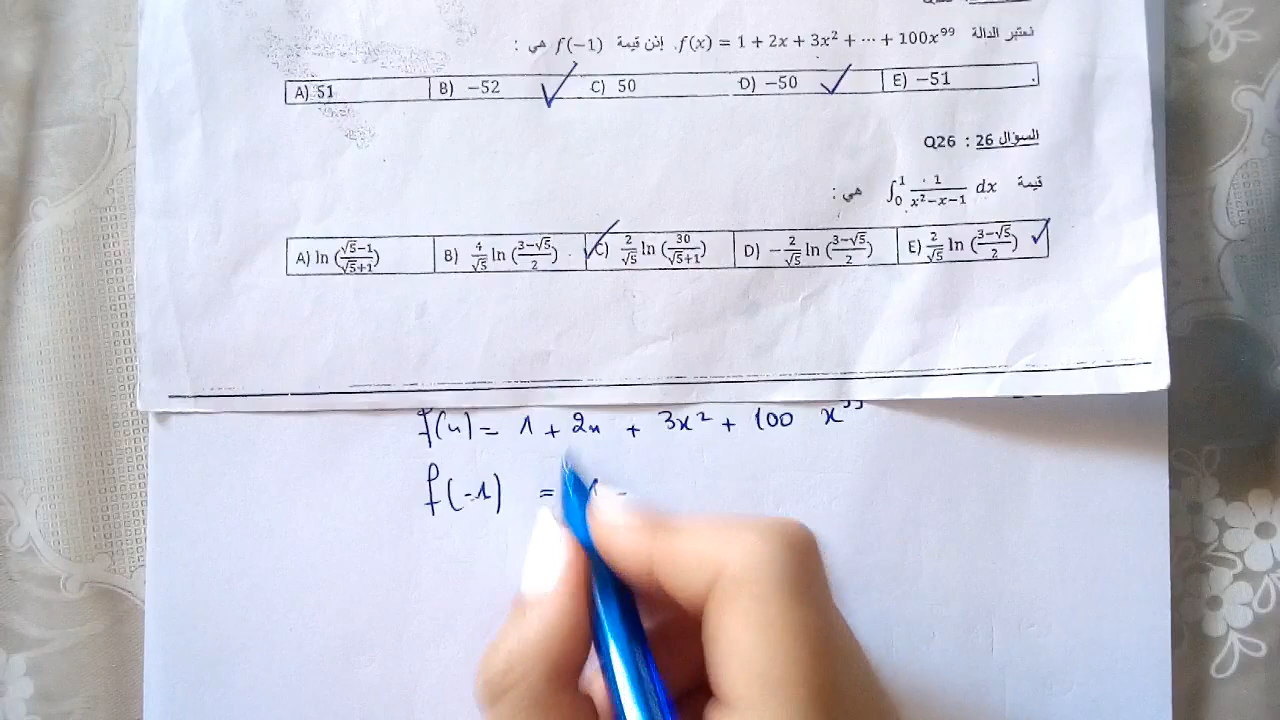 نعتبر الدالة f(x) = 1 + 2x + 3x² + ⋯ + 100x⁹⁹. إذن قيمة f(−1) هي :
A) 51 B) −52 C) 50 D) −50 E) −51
السؤال 26 : Q26
قيمة ∫₀¹ 1/(x²−x−1) dx هي :
A) ln (√5−1/√5+1) B) 4/√5 ln (3−√5/2) C) 2/√5 ln (30/√5+1) D) −2/√5 ln (3−√5/2) E) 2/√5 ln (3−√5/2)
f(x) = 1 + 2x + 3x² + 100 x⁹⁹
f(-1) = 1 -